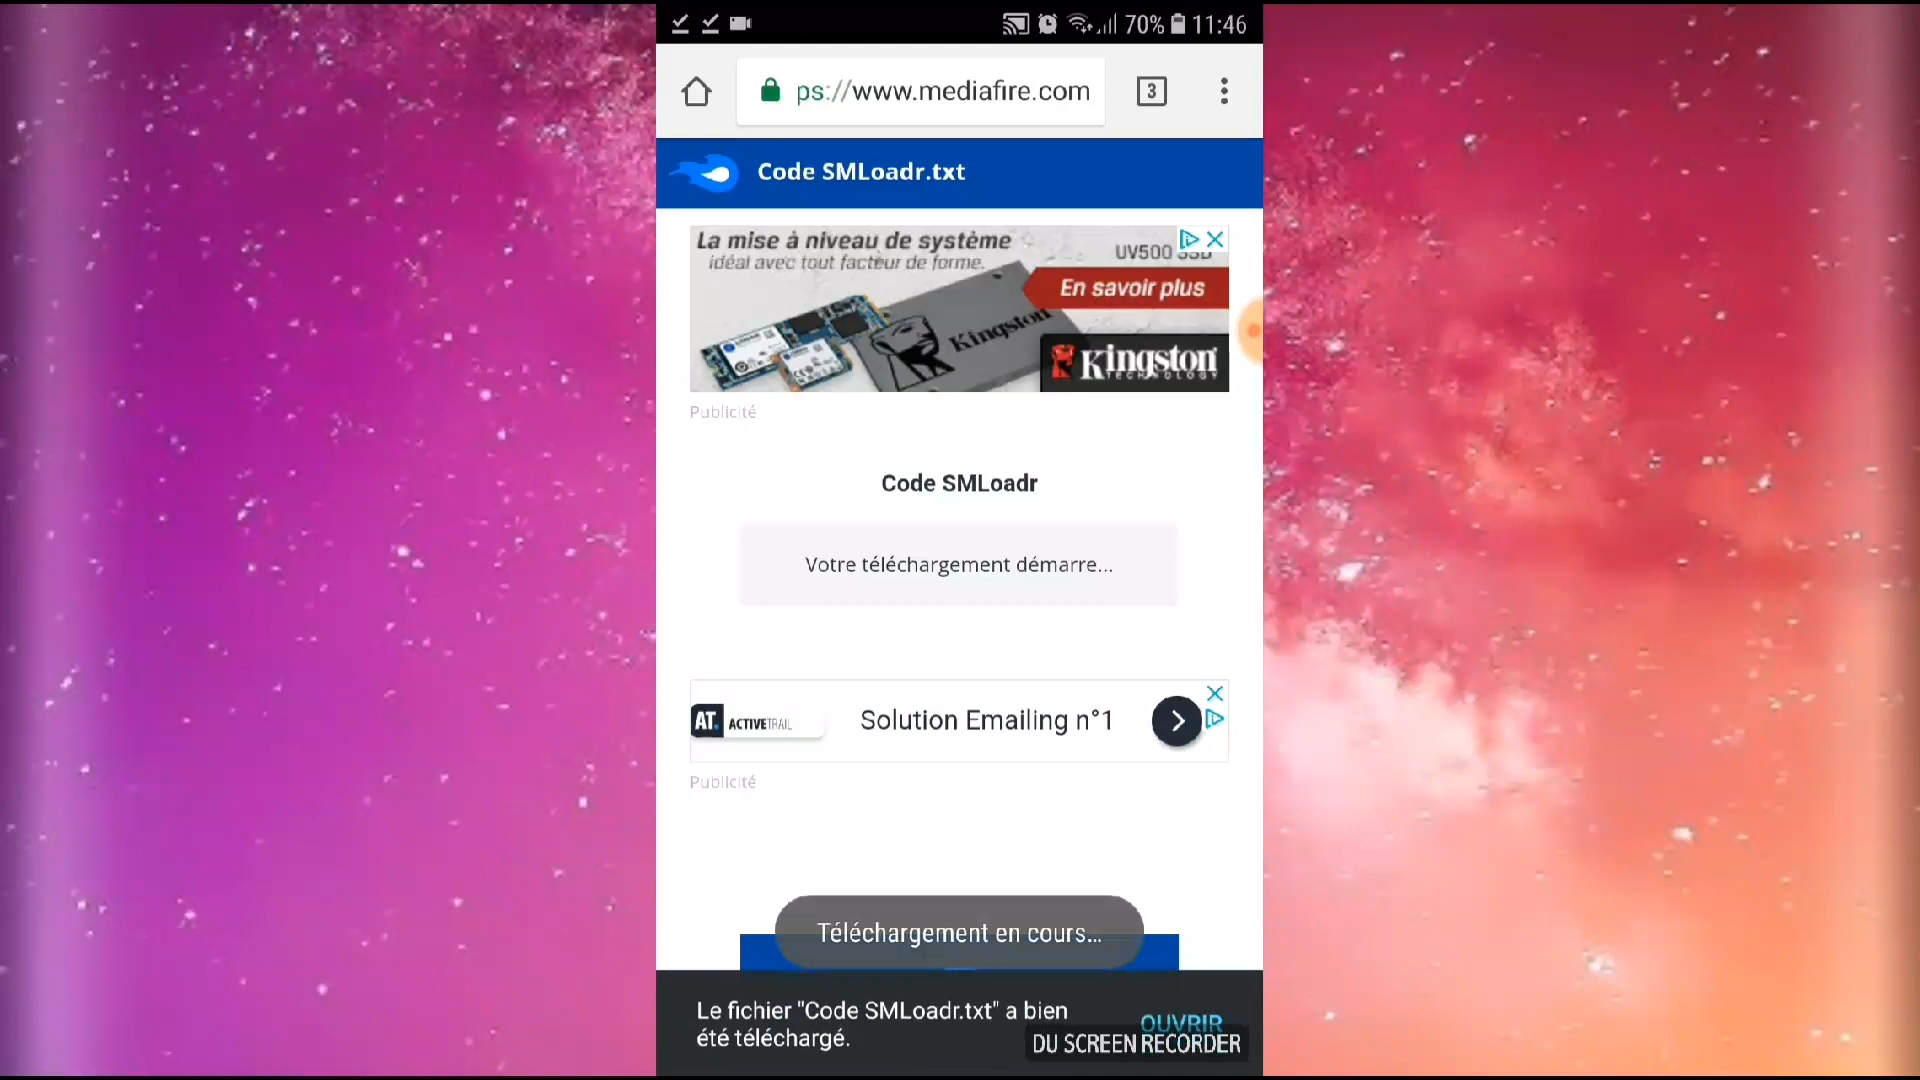 70% 11:46
ps://www.mediafire.com
3
Code SMLoadr.txt
La mise à niveau de système
idéal avec tout facteur de forme.
UV500 SSD
En savoir plus
Kingston
Kingston
TECHNOLOGY
Publicité
Code SMLoadr
Votre téléchargement démarre...
AT. ACTIVETRAIL
Solution Emailing n°1
Publicité
Téléchargement en cours...
Le fichier "Code SMLoadr.txt" a bien
été téléchargé.
OUVRIR
DU SCREEN RECORDER